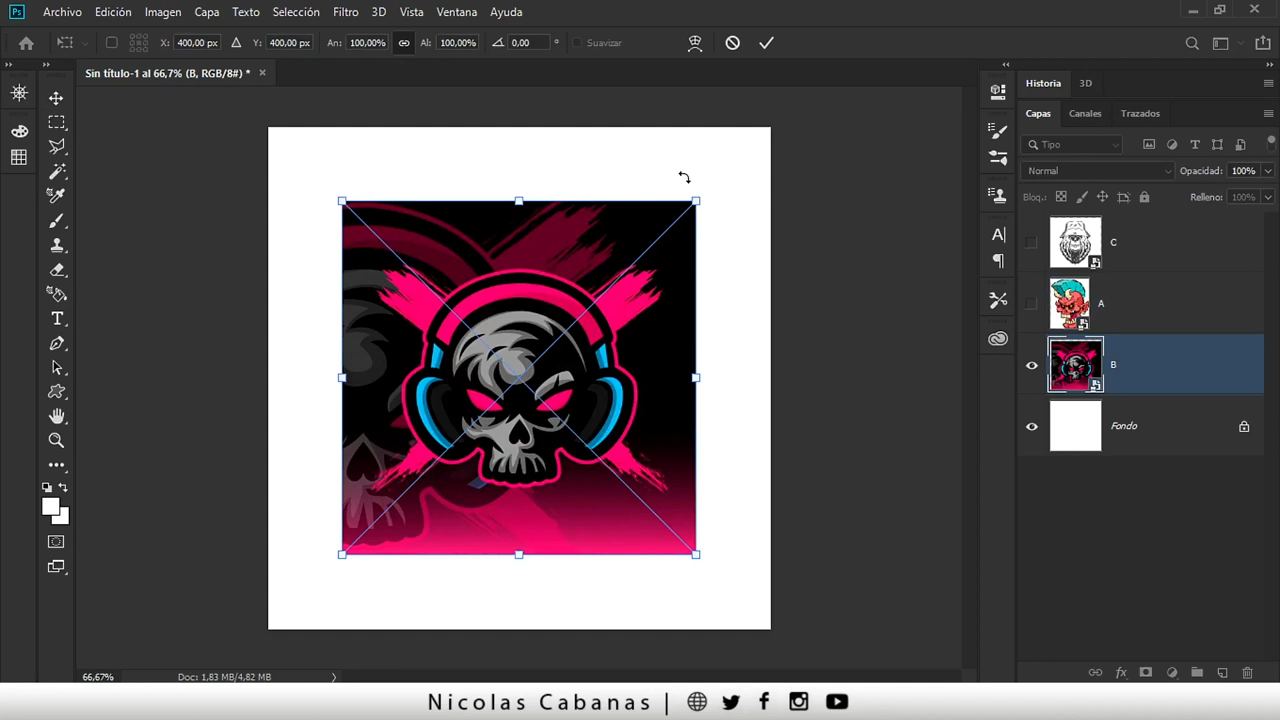 Ps Archivo Edición Imagen Capa Texto Selección Filtro 3D Vista Ventana Ayuda
X: 400,00 px Y: 400,00 px An: 100,00% Al: 100,00% 0,00 ° Suavizar
Sin título-1 al 66,7% (B, RGB/8#) *
Historia 3D
Capas Canales Trazados
Tipo
Normal Opacidad: 100%
Bloq.: Relleno: 100%
C
A
B
Fondo
66,67% Doc: 1,83 MB/4,82 MB
Nicolas Cabanas |